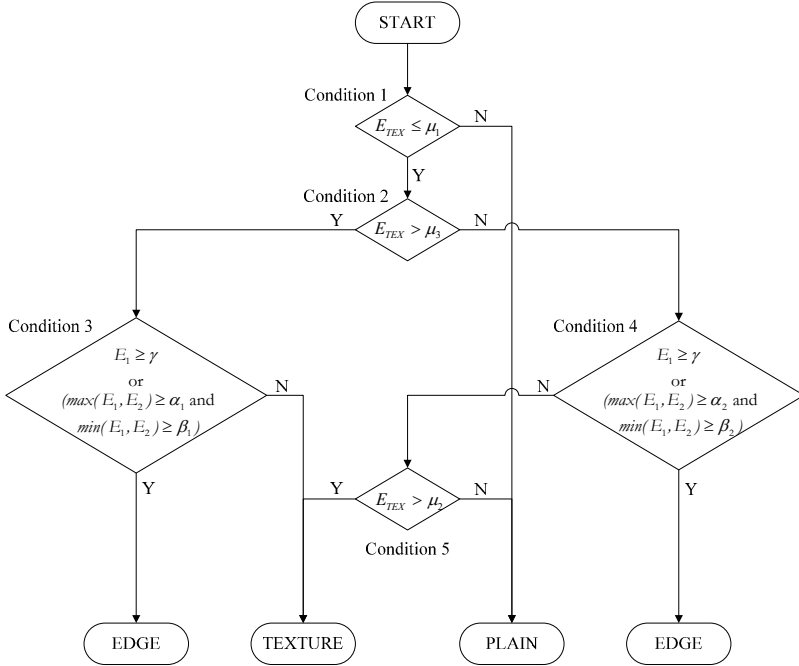 START
Condition 1
E_TEX ≤ μ_1
N
Y
Condition 2
Y
E_TEX > μ_3
N
Condition 3
E_1 ≥ γ
or
(max(E_1, E_2) ≥ α_1 and
min(E_1, E_2) ≥ β_1)
N
Y
Condition 4
E_1 ≥ γ
or
(max(E_1, E_2) ≥ α_2 and
min(E_1, E_2) ≥ β_2)
N
Y
Y
E_TEX > μ_2
N
Condition 5
EDGE
TEXTURE
PLAIN
EDGE